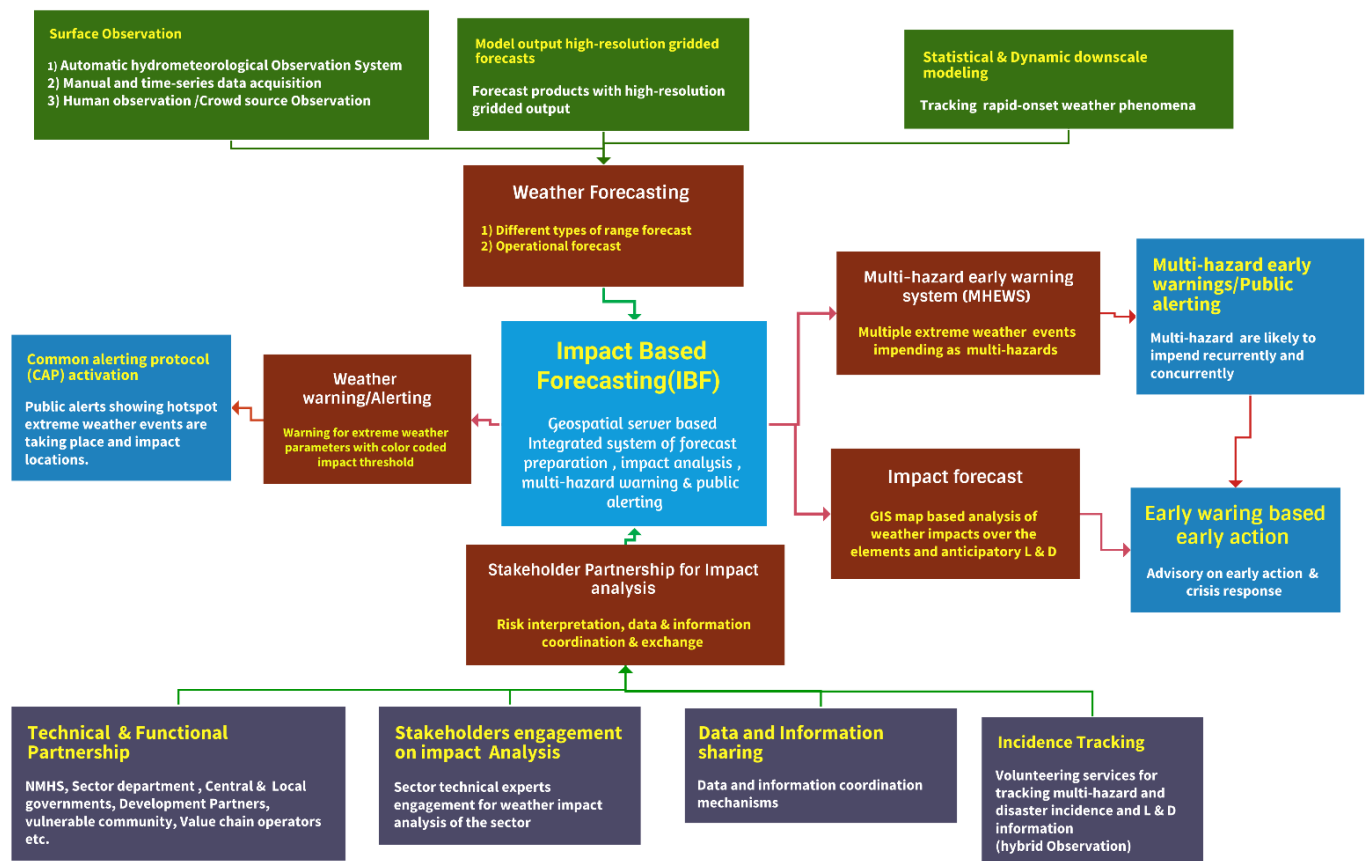 Surface Observation
1) Automatic hydrometeorological Observation System
2) Manual and time-series data acquisition
3) Human observation /Crowd source Observation
Model output high-resolution gridded
forecasts
Forecast products with high-resolution
gridded output
Statistical & Dynamic downscale
modeling
Tracking rapid-onset weather phenomena
Weather Forecasting
1) Different types of range forecast
2) Operational forecast
Multi-hazard early warning
system (MHEWS)
Multiple extreme weather events
impending as multi-hazards
Multi-hazard early
warnings/Public
alerting
Multi-hazard are likely to
impend recurrently and
concurrently
Common alerting protocol
(CAP) activation
Public alerts showing hotspot
extreme weather events are
taking place and impact
locations.
Weather
warning/Alerting
Warning for extreme weather
parameters with color coded
impact threshold
Impact Based
Forecasting(IBF)
Geospatial server based
Integrated system of forecast
preparation , impact analysis ,
multi-hazard warning & public
alerting
Impact forecast
GIS map based analysis of
weather impacts over the
elements and anticipatory L & D
Early waring based
early action
Advisory on early action &
crisis response
Stakeholder Partnership for Impact
analysis
Risk interpretation, data & information
coordination & exchange
Technical & Functional
Partnership
NMHS, Sector department , Central & Local
governments, Development Partners,
vulnerable community, Value chain operators
etc.
Stakeholders engagement
on impact Analysis
Sector technical experts
engagement for weather impact
analysis of the sector
Data and Information
sharing
Data and information coordination
mechanisms
Incidence Tracking
Volunteering services for
tracking multi-hazard and
disaster incidence and L & D
information
(hybrid Observation)